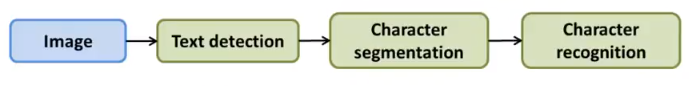 Image
Text detection
Character
segmentation
Character
recognition